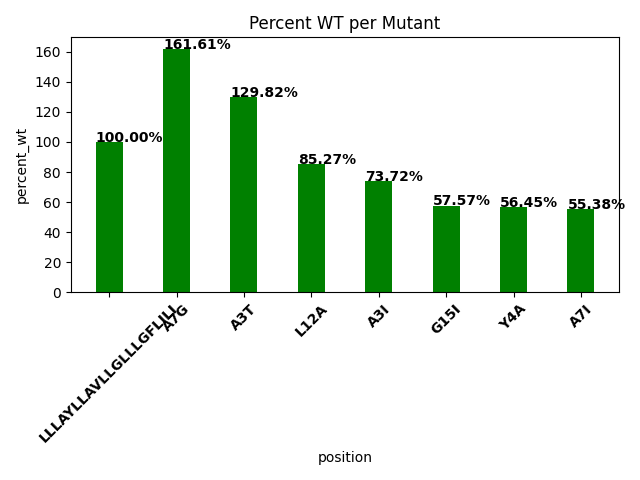 Percent WT per Mutant
161.61%
129.82%
100.00%
85.27%
73.72%
57.57%
56.45%
55.38%
160
140
120
100
80
60
40
20
0
percent_wt
LLLAYLLAVLLGLLLGFLILL
A7G
A3T
L12A
A3I
G15I
Y4A
A7I
position